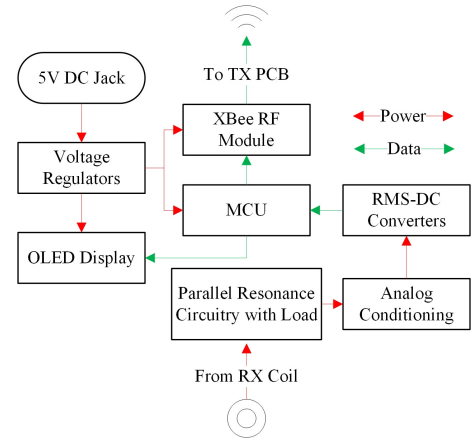 To TX PCB
5V DC Jack
XBee RF
Module
Power
Data
Voltage
Regulators
MCU
RMS-DC
Converters
OLED Display
Parallel Resonance
Circuitry with Load
Analog
Conditioning
From RX Coil